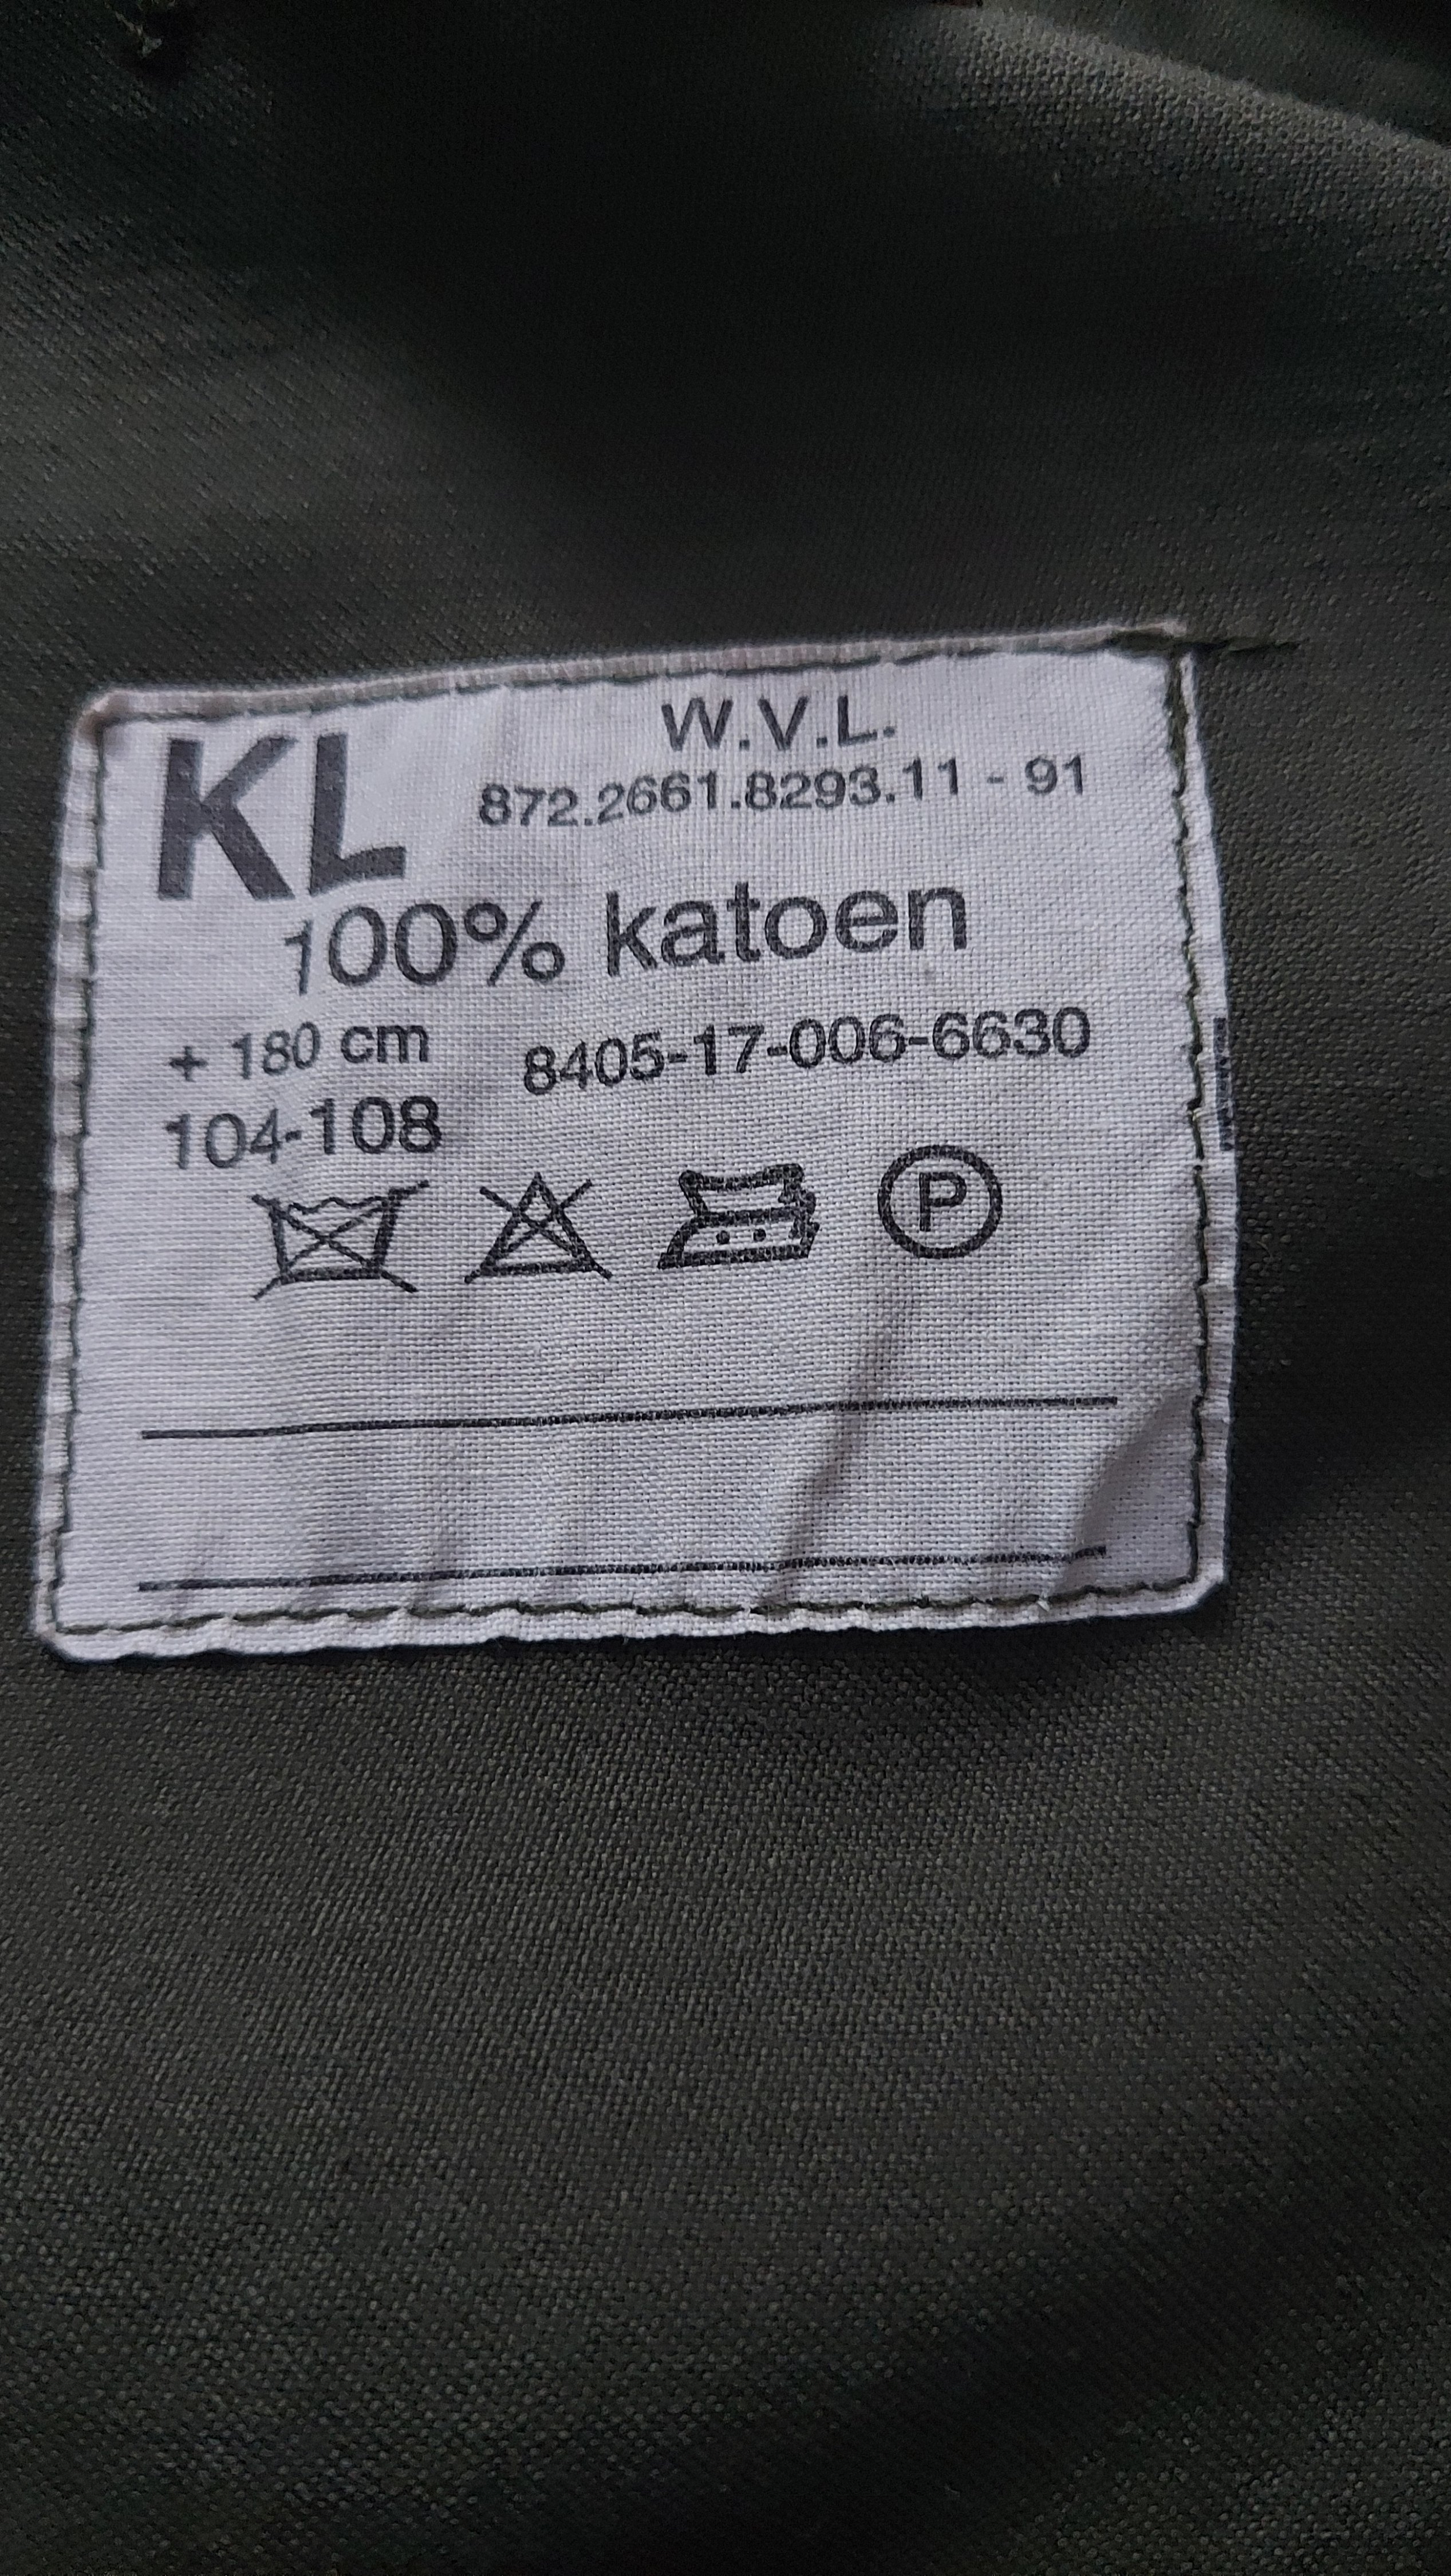 KL
W.V.L.
872.2661.8293.11 - 91
100% katoen
+ 180 cm
8405-17-006-6630
104-108
P